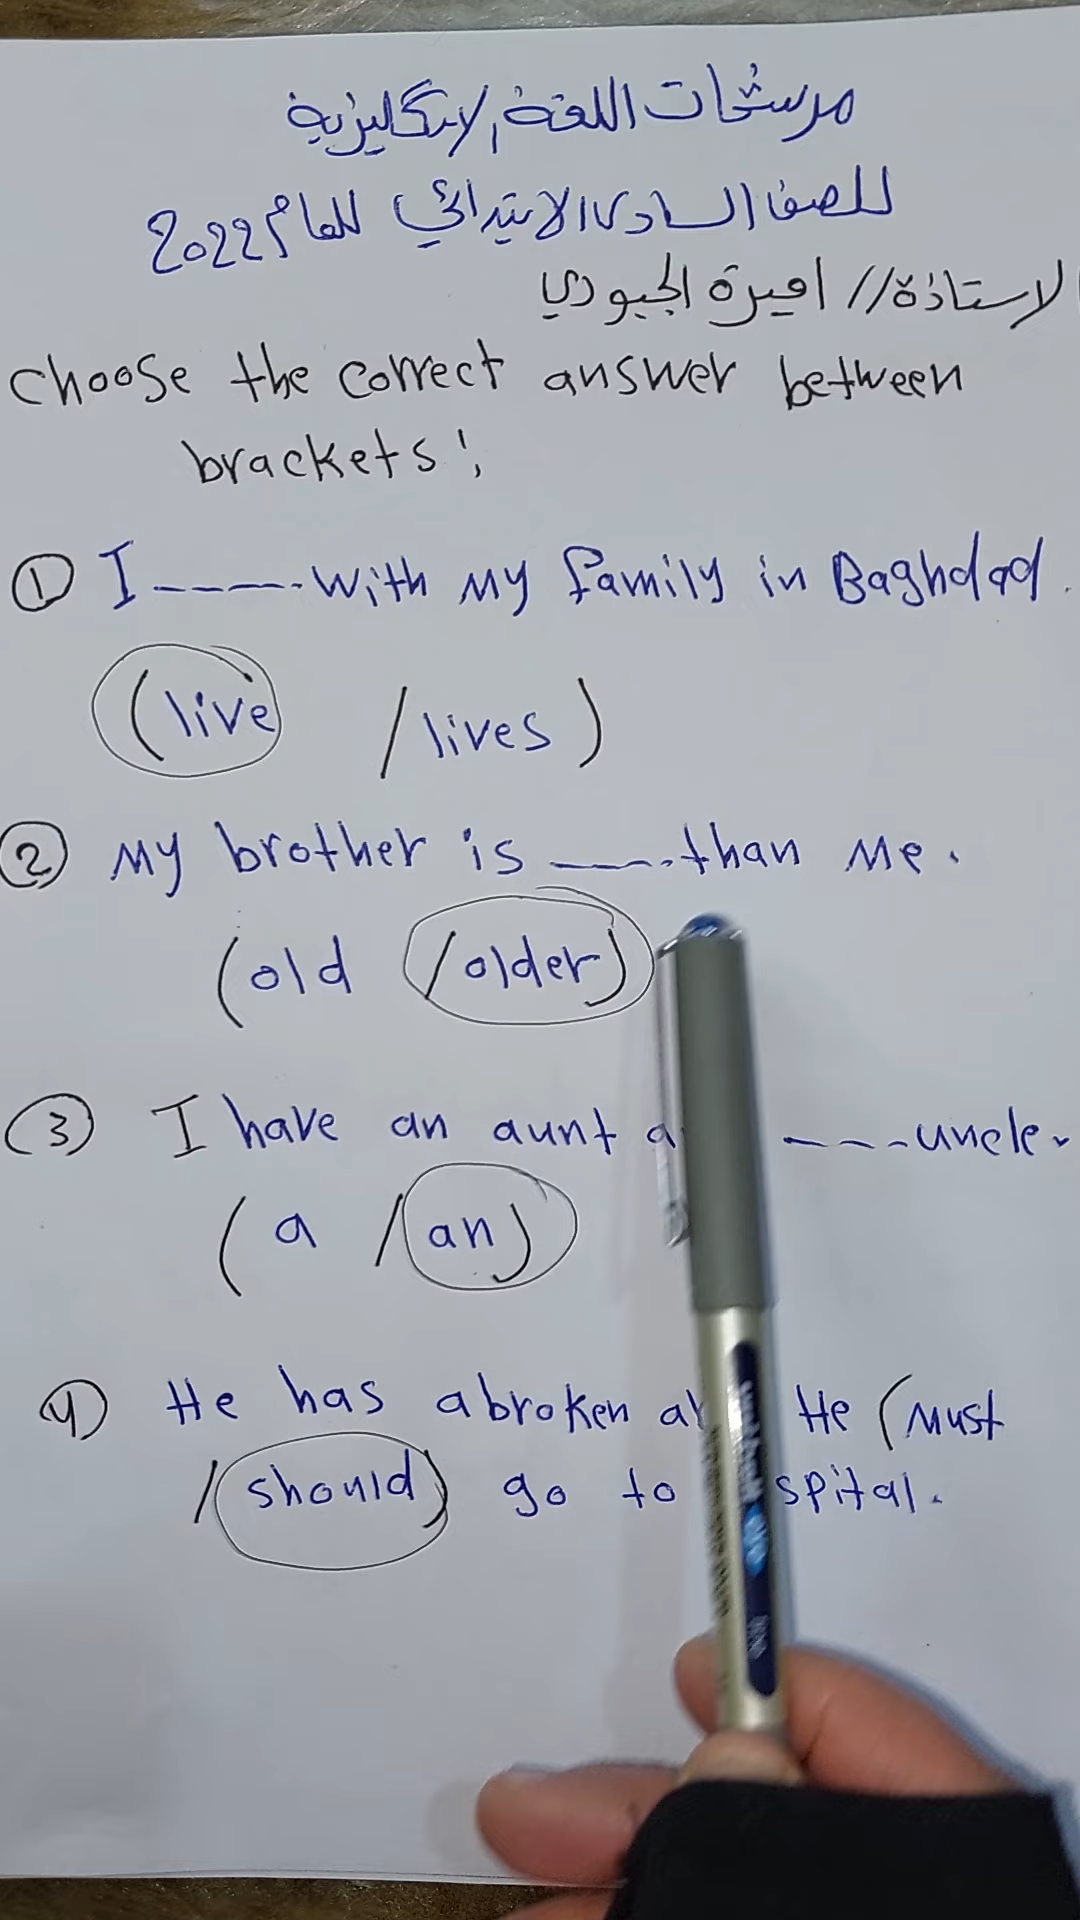 مرشحات اللغة الانكليزية
للصف السادس الابتدائي للعام 2022
الاستاذة // اميرة الجبوري
Choose the correct answer between
brackets:
① I ----- with my family in Baghdad.
(live / lives)
② My brother is ---- than me.
(old / older)
③ I have an aunt --- uncle.
(a / an)
④ He has a broken He (must
/ should) go to